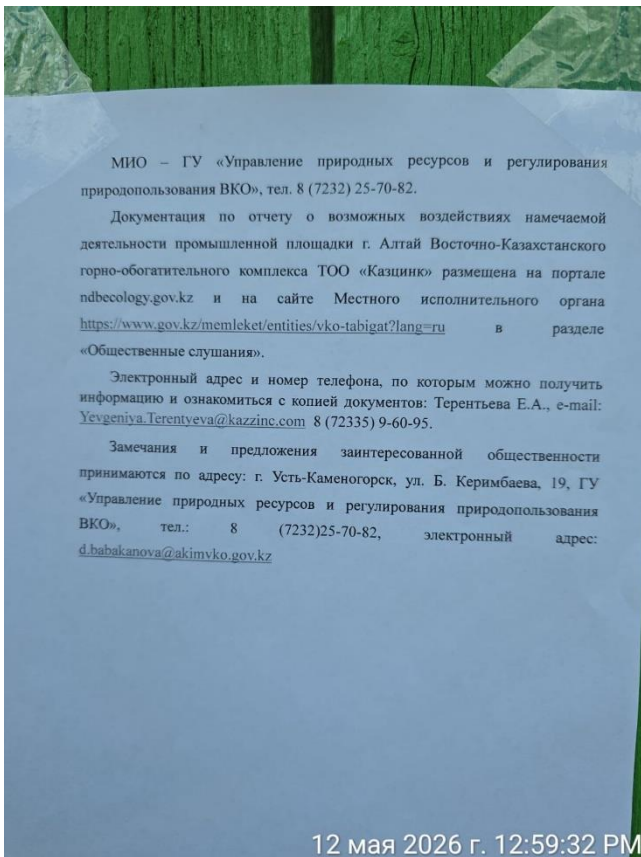 МИО – ГУ «Управление природных ресурсов и регулирования
природопользования ВКО», тел. 8 (7232) 25-70-82.
Документация по отчету о возможных воздействиях намечаемой
деятельности промышленной площадки г. Алтай Восточно-Казахстанского
горно-обогатительного комплекса ТОО «Казцинк» размещена на портале
ndbecology.gov.kz и на сайте Местного исполнительного органа
https://www.gov.kz/memleket/entities/vko-tabigat?lang=ru в разделе
«Общественные слушания».
Электронный адрес и номер телефона, по которым можно получить
информацию и ознакомиться с копией документов: Терентьева Е.А., e-mail:
Yevgeniya.Terentyeva@kazzinc.com 8 (72335) 9-60-95.
Замечания и предложения заинтересованной общественности
принимаются по адресу: г. Усть-Каменогорск, ул. Б. Керимбаева, 19, ГУ
«Управление природных ресурсов и регулирования природопользования
ВКО», тел.: 8 (7232)25-70-82, электронный адрес:
d.babakanova@akimvko.gov.kz
12 мая 2026 г. 12:59:32 PM